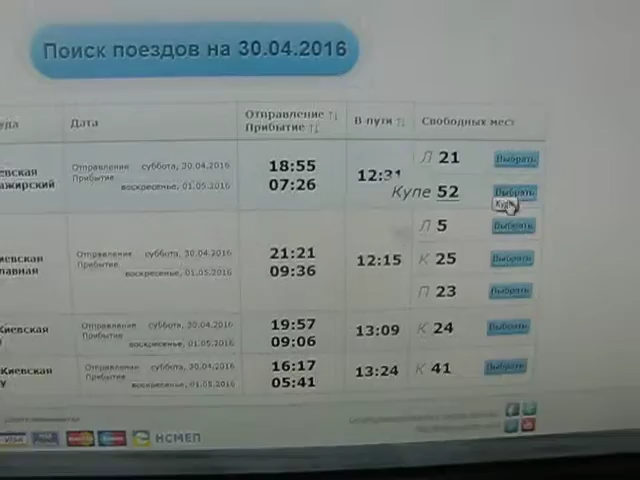 Поиск поездов на 30.04.2016
Дата
Отправление
Прибытие
В пути
Свободных мест
евская
ажирский
Отправление суббота, 30.04.2016
Прибытие
воскресенье, 01.05.2016
18:55
07:26
12:31
Л 21 Выбрать
Купе 52 Выбрать
иевская
лавная
Отправление суббота, 30.04.2016
Прибытие
воскресенье, 01.05.2016
21:21
09:36
12:15
Л 5 Выбрать
К 25 Выбрать
П 23 Выбрать
Киевская
Отправление суббота, 30.04.2016
Прибытие
воскресенье, 01.05.2016
19:57
09:06
13:09
К 24 Выбрать
Киевская
У
Отправление суббота, 30.04.2016
Прибытие
воскресенье, 01.05.2016
16:17
05:41
13:24
К 41 Выбрать
VISA
НСМЕП